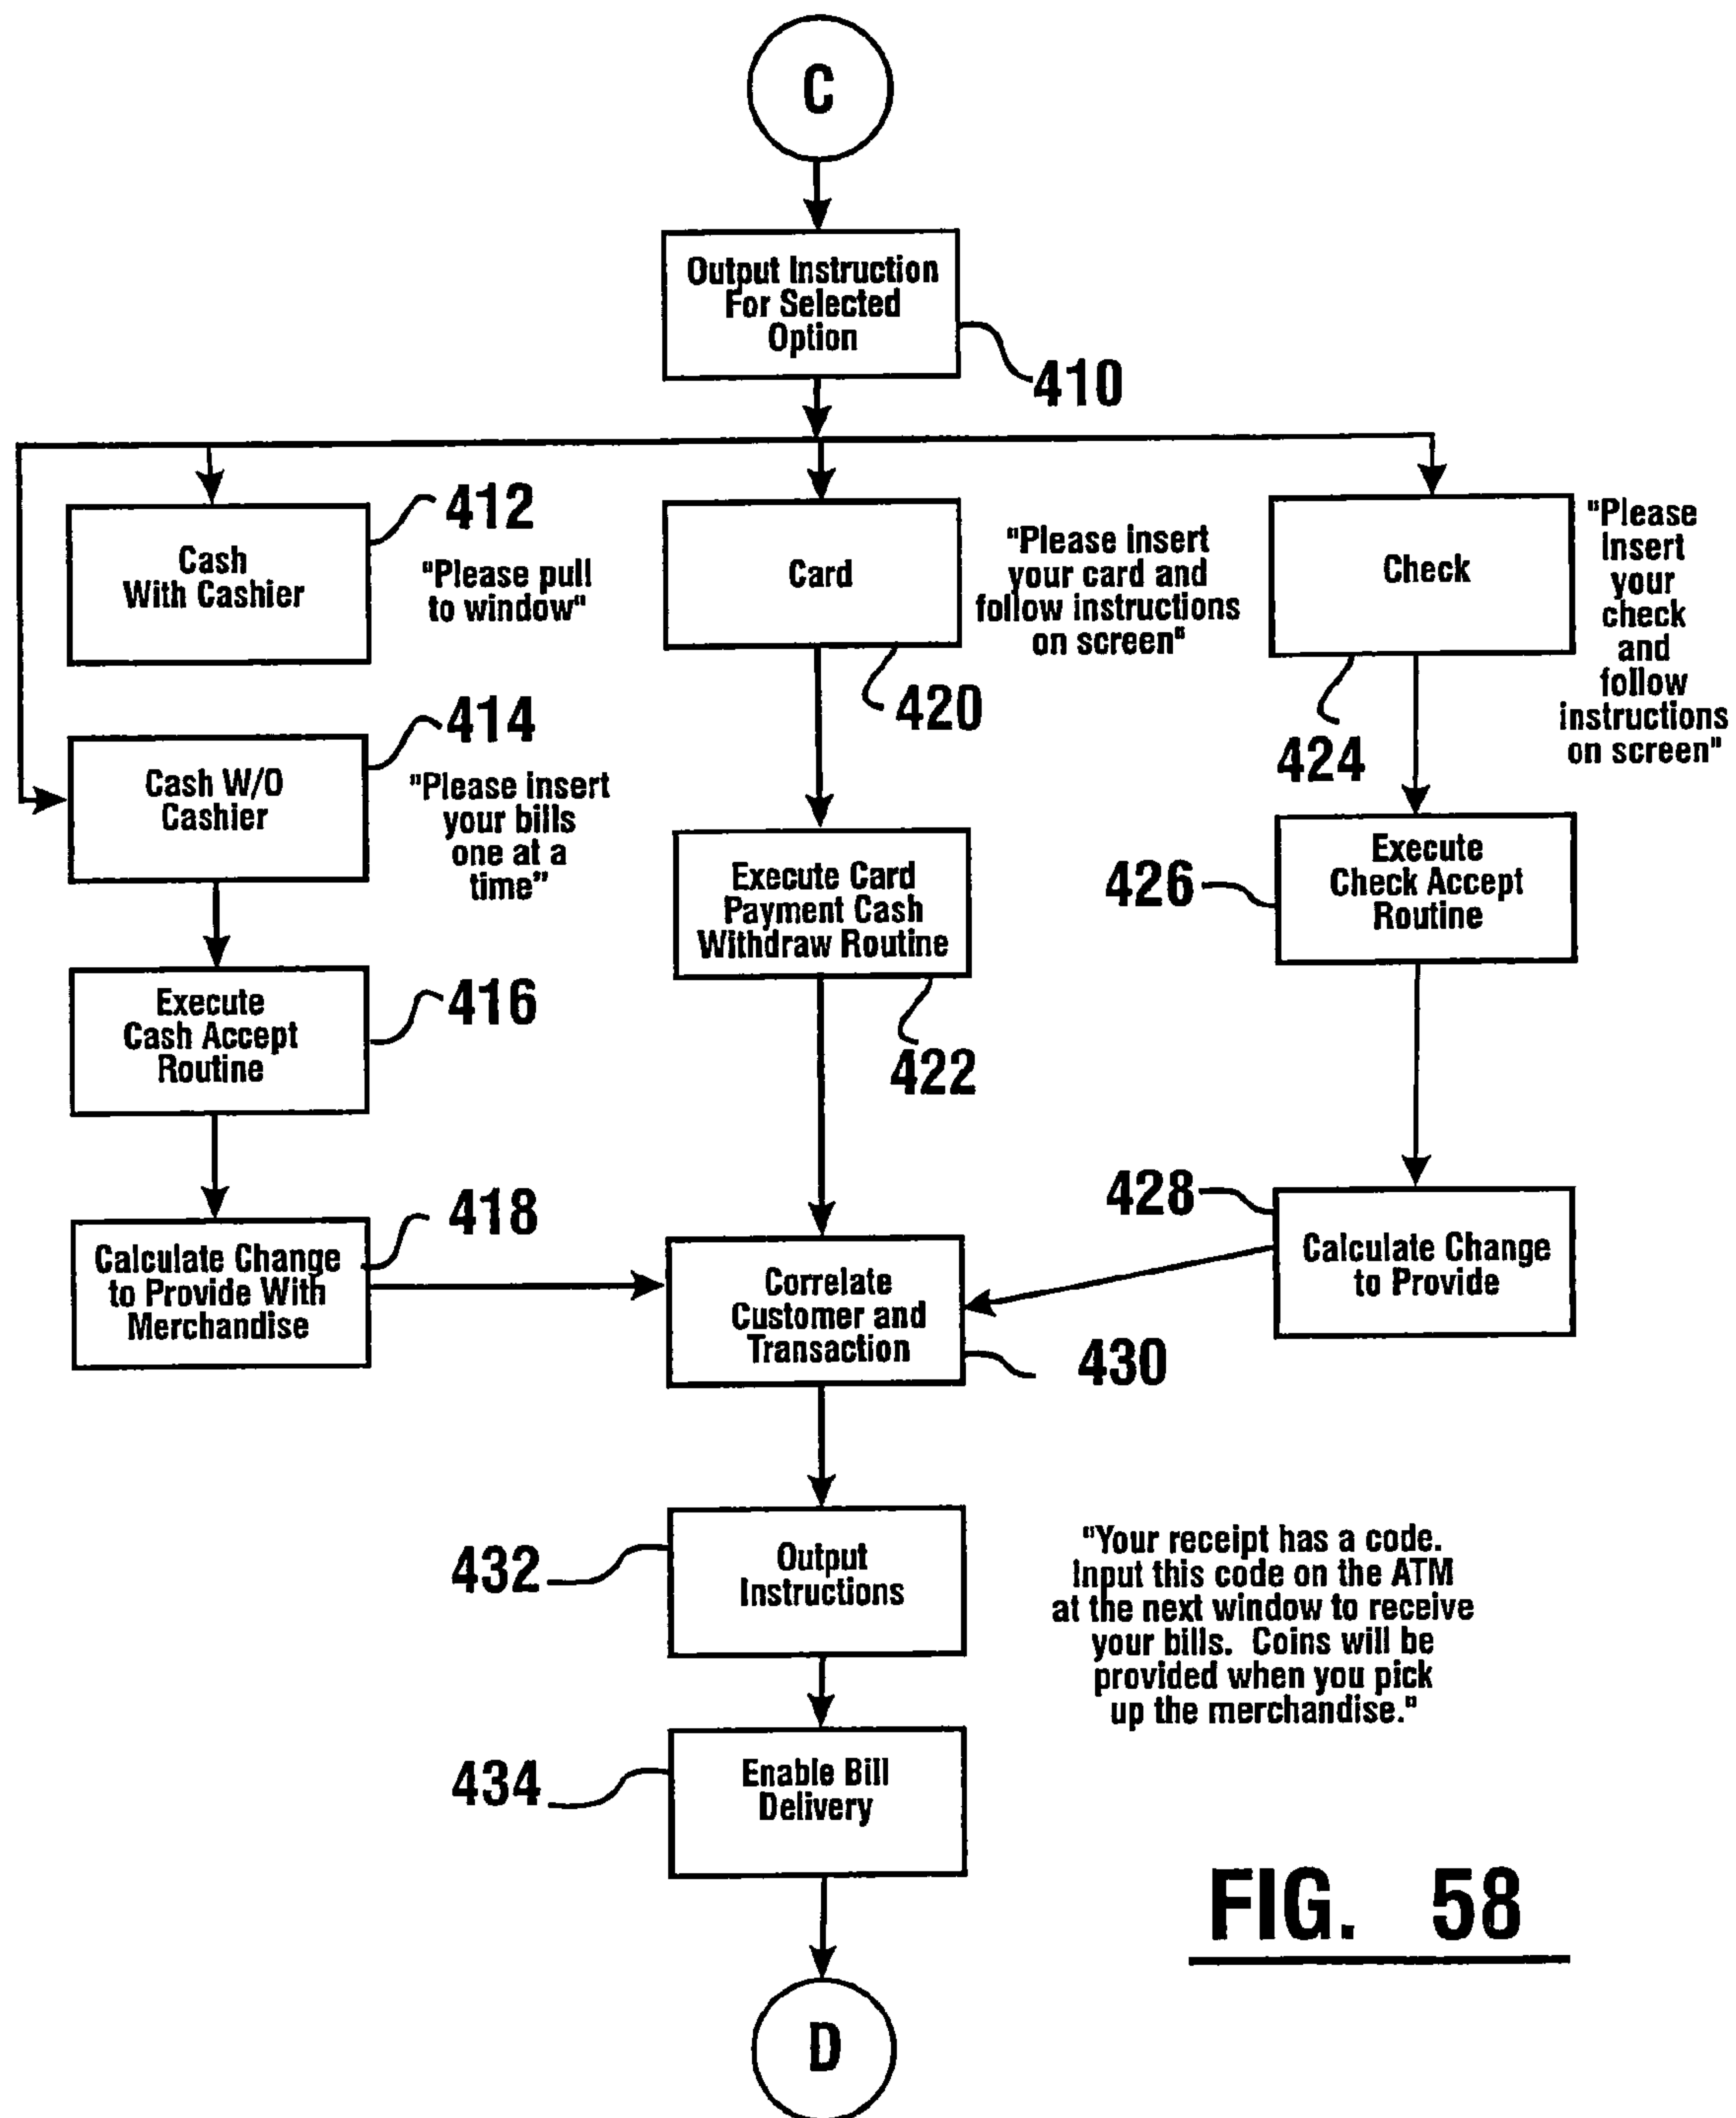 C
Output Instruction
For Selected
Option
410
Cash
With Cashier
412
"Please pull
to window"
Card
"Please insert
your card and
follow instructions
on screen"
420
Check
"Please
Insert
your
check
and
follow
instructions
on screen"
424
Cash W/O
Cashier
414
"Please insert
your bills
one at a
time"
Execute Card
Payment Cash
Withdraw Routine
422
Execute
Check Accept
Routine
426
Execute
Cash Accept
Routine
416
Calculate Change
to Provide With
Merchandise
418
Correlate
Customer and
Transaction
430
428
Calculate Change
to Provide
432
Output
Instructions
"Your receipt has a code.
Input this code on the ATM
at the next window to receive
your bills. Coins will be
provided when you pick
up the merchandise."
434
Enable Bill
Delivery
D
FIG. 58